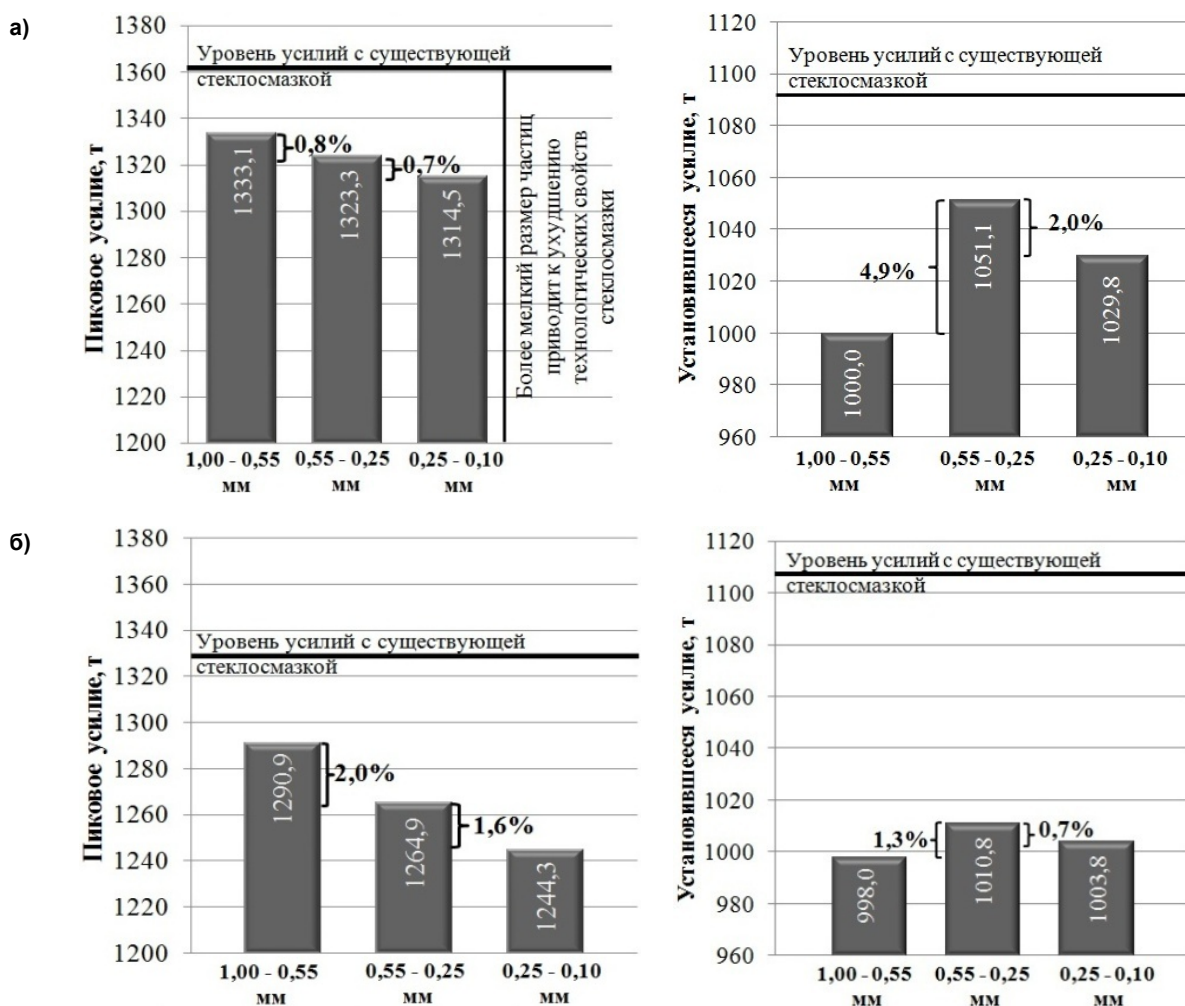 а)
Пиковое усилие, т
1380
1360
1340
1320
1300
1280
1260
1240
1220
1200
Уровень усилий с существующей
стеклосмазкой
0,8%
0,7%
1333,1
1323,3
1314,5
Более мелкий размер частиц
приводит к ухудшению
технологических свойств
стеклосмазки
1,00 - 0,55
мм
0,55 - 0,25
мм
0,25 - 0,10
мм
Установившееся усилие, т
1120
1100
1080
1060
1040
1020
1000
980
960
Уровень усилий с существующей
стеклосмазкой
4,9%
2,0%
1000,0
1051,1
1029,8
1,00 - 0,55
мм
0,55 - 0,25
мм
0,25 - 0,10
мм
б)
Пиковое усилие, т
1380
1360
1340
1320
1300
1280
1260
1240
1220
1200
Уровень усилий с существующей
стеклосмазкой
2,0%
1,6%
1290,9
1264,9
1244,3
1,00 - 0,55
мм
0,55 - 0,25
мм
0,25 - 0,10
мм
Установившееся усилие, т
1120
1100
1080
1060
1040
1020
1000
980
960
Уровень усилий с существующей
стеклосмазкой
1,3%
0,7%
998,0
1010,8
1003,8
1,00 - 0,55
мм
0,55 - 0,25
мм
0,25 - 0,10
мм